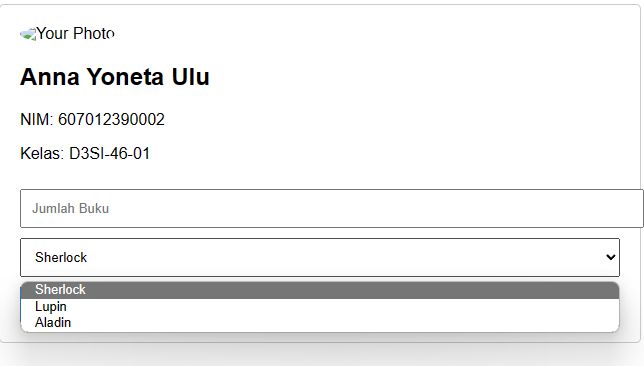 Your Photo
Anna Yoneta Ulu
NIM: 607012390002
Kelas: D3SI-46-01
Jumlah Buku
Sherlock
Sherlock
Lupin
Aladin